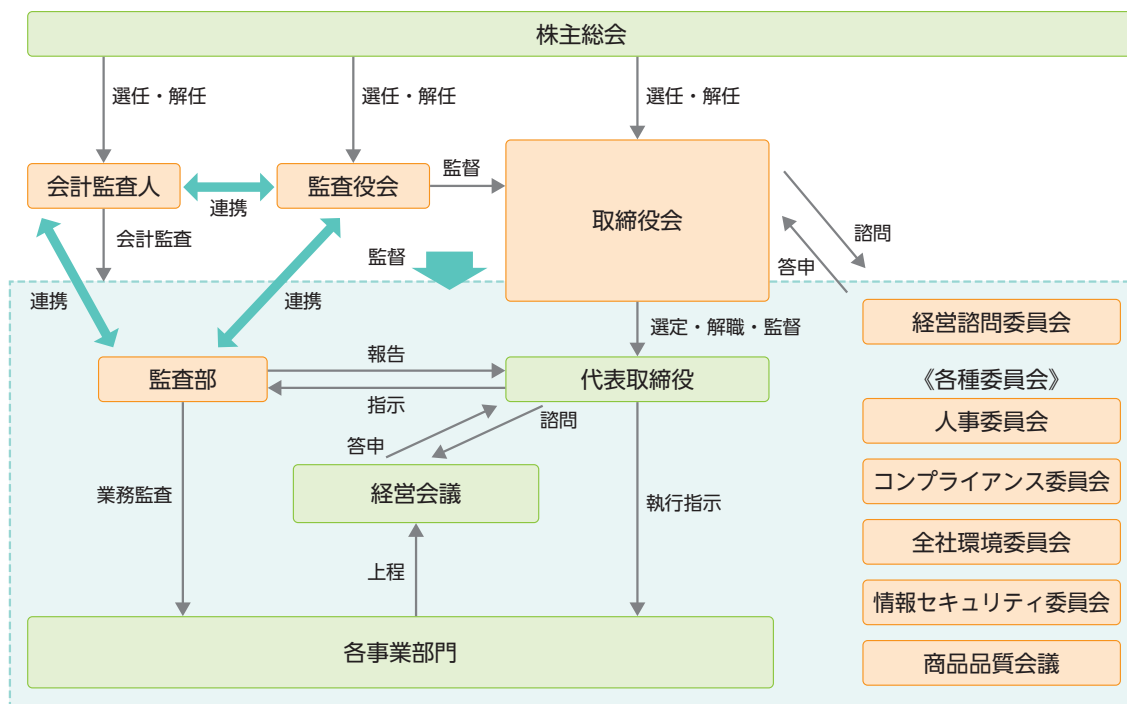 株主総会
選任・解任
選任・解任
選任・解任
会計監査人
連携
監査役会
監督
取締役会
諮問
答申
会計監査
監督
連携
連携
選定・解職・監督
経営諮問委員会
監査部
報告
指示
代表取締役
《各種委員会》
人事委員会
答申
諮問
経営会議
コンプライアンス委員会
業務監査
執行指示
全社環境委員会
上程
情報セキュリティ委員会
各事業部門
商品品質会議